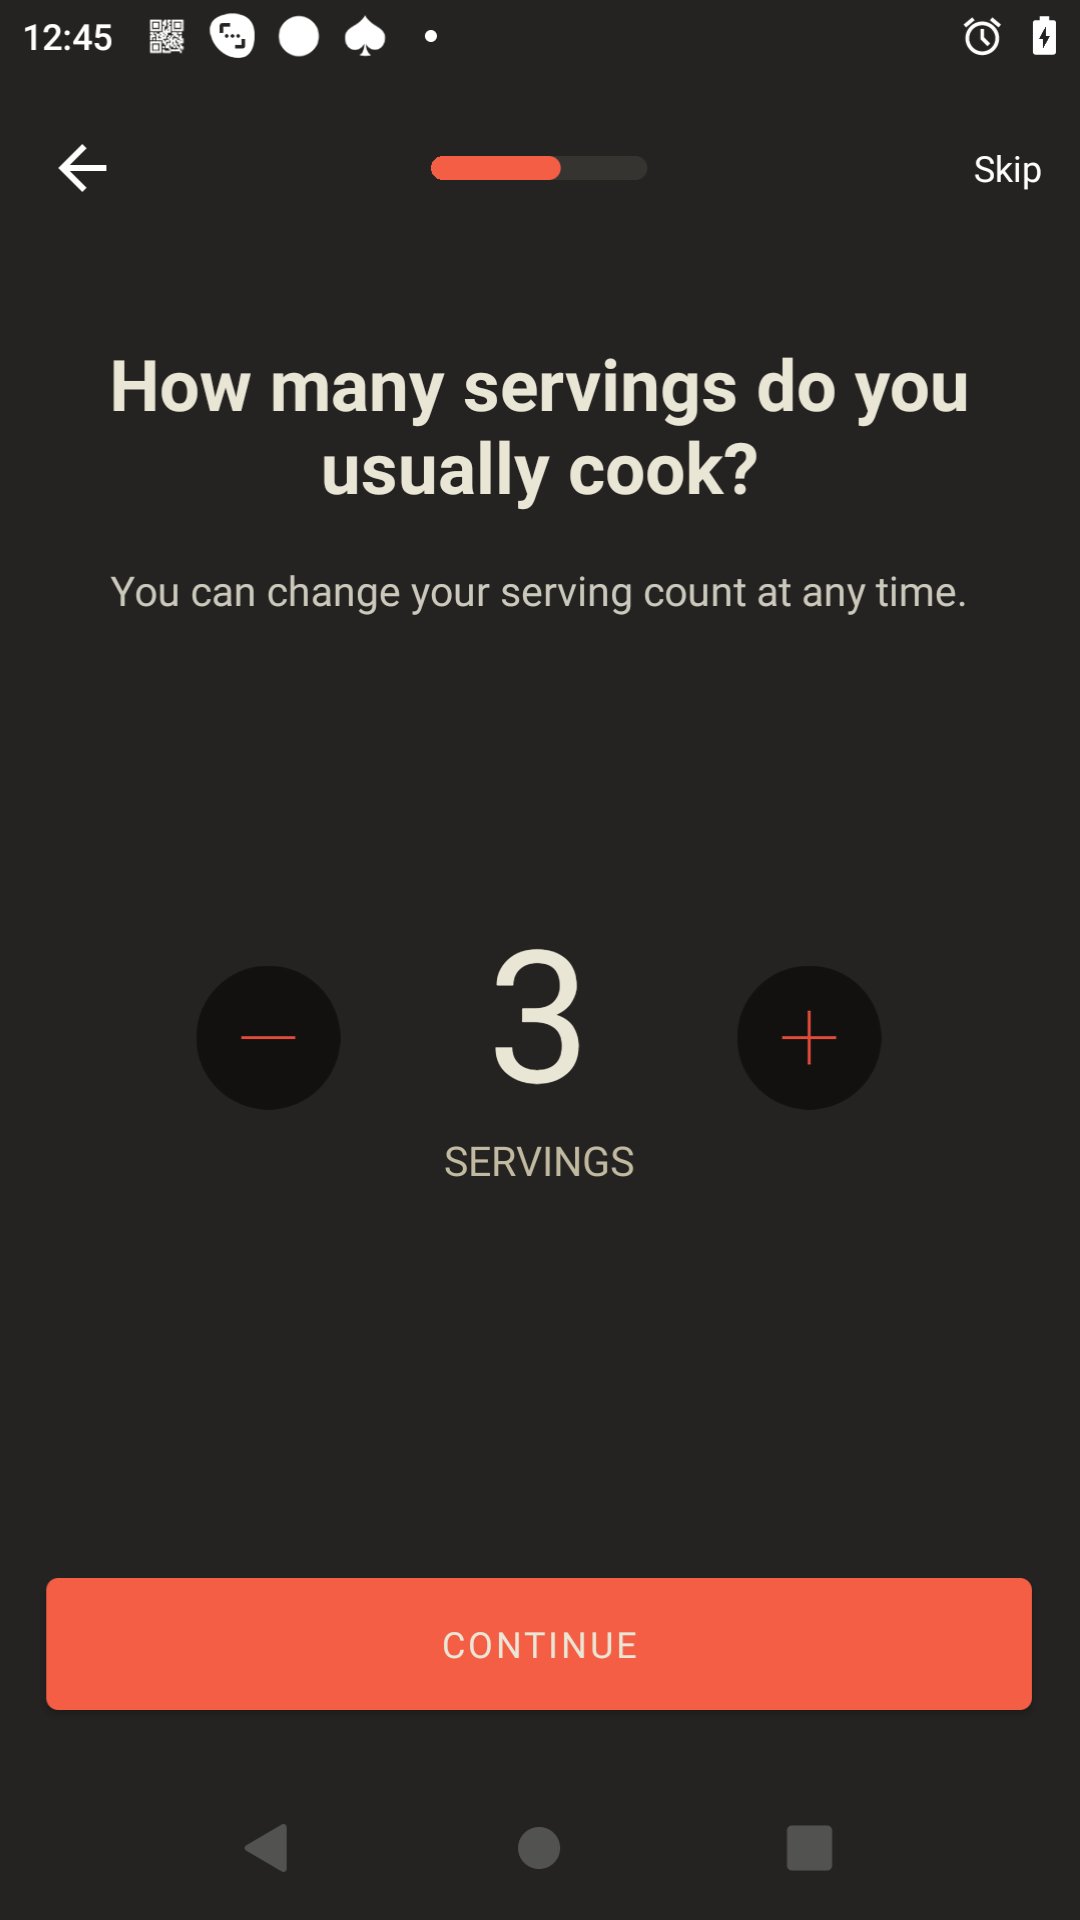 12:45
Skip
How many servings do you
usually cook?
You can change your serving count at any time.
3
SERVINGS
CONTINUE